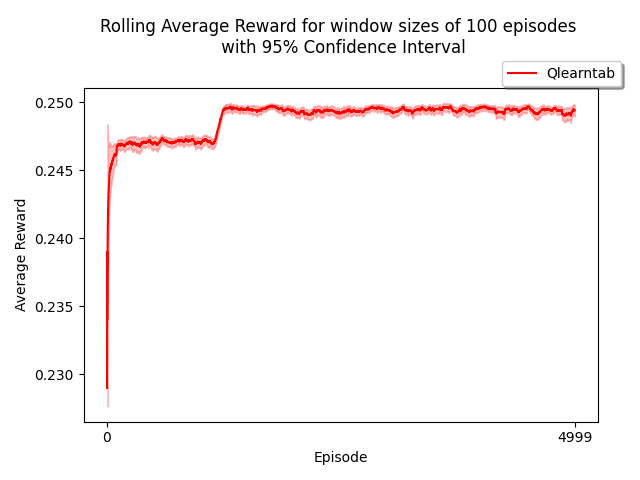 Rolling Average Reward for window sizes of 100 episodes
with 95% Confidence Interval
Qlearntab
0.250
0.245
0.240
0.235
0.230
Average Reward
0
4999
Episode